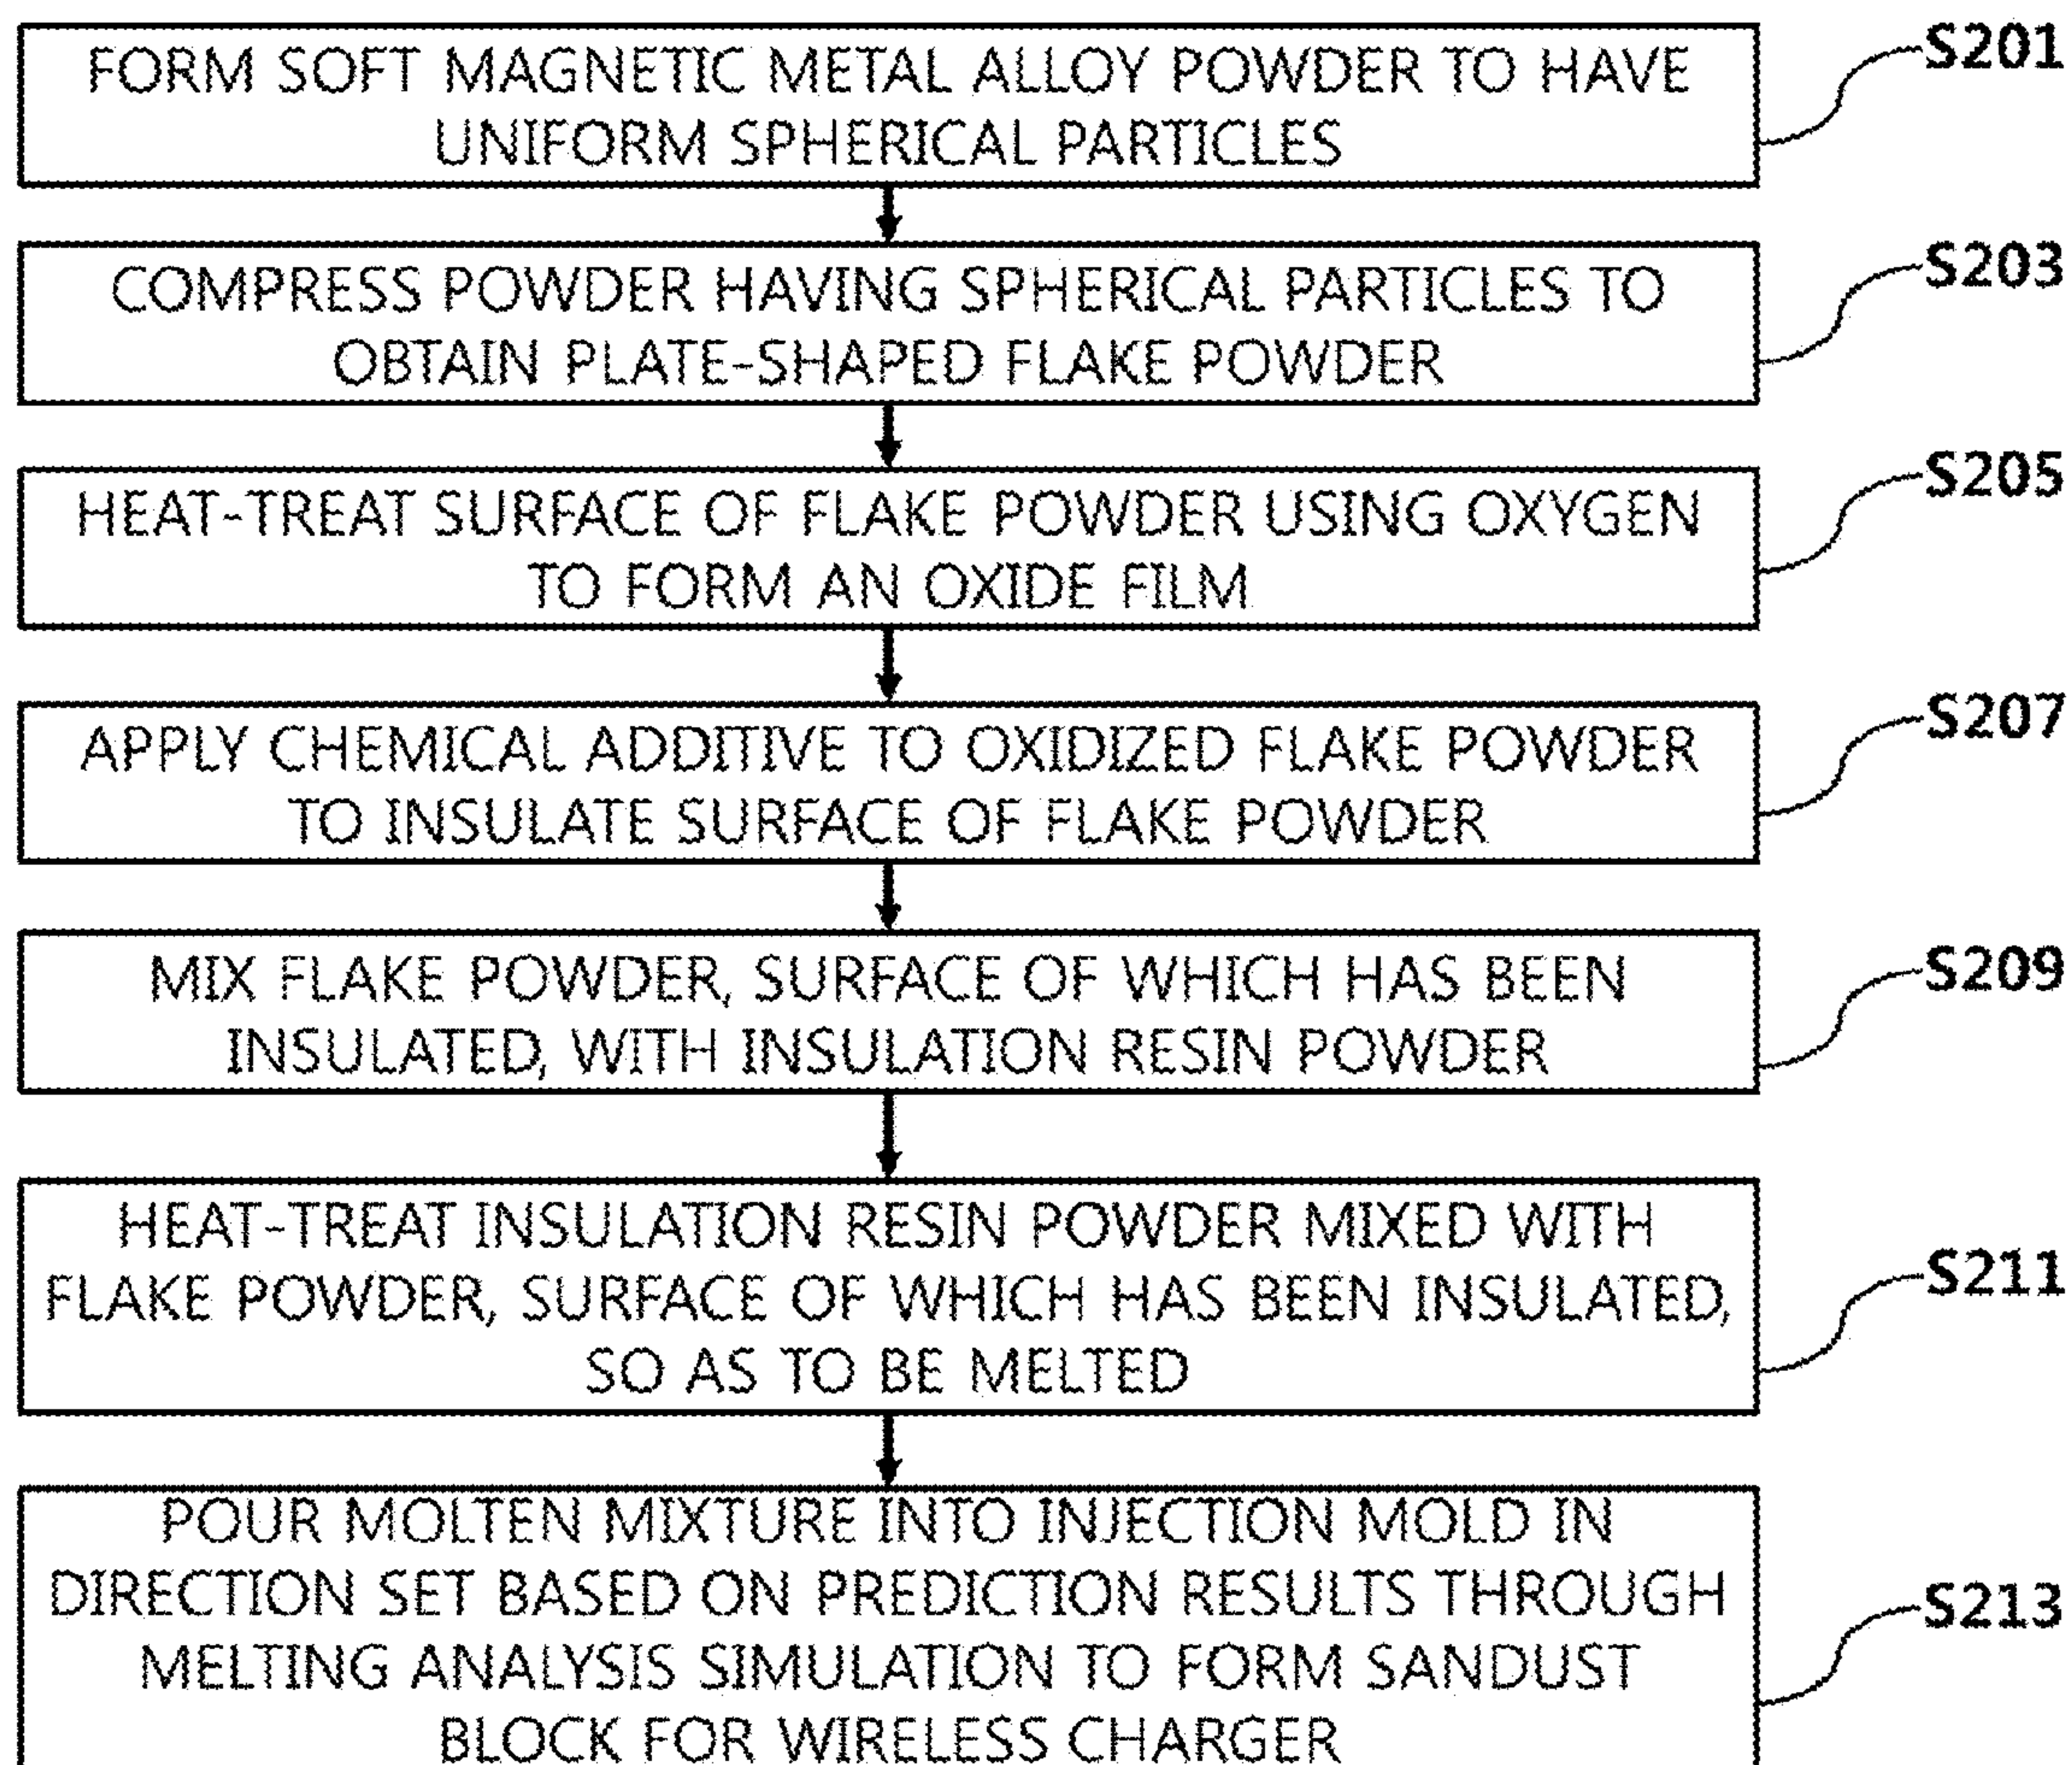 FORM SOFT MAGNETIC METAL ALLOY POWDER TO HAVE
UNIFORM SPHERICAL PARTICLES
S201
COMPRESS POWDER HAVING SPHERICAL PARTICLES TO
OBTAIN PLATE-SHAPED FLAKE POWDER
S203
HEAT-TREAT SURFACE OF FLAKE POWDER USING OXYGEN
TO FORM AN OXIDE FILM
S205
APPLY CHEMICAL ADDITIVE TO OXIDIZED FLAKE POWDER
TO INSULATE SURFACE OF FLAKE POWDER
S207
MIX FLAKE POWDER, SURFACE OF WHICH HAS BEEN
INSULATED, WITH INSULATION RESIN POWDER
S209
HEAT-TREAT INSULATION RESIN POWDER MIXED WITH
FLAKE POWDER, SURFACE OF WHICH HAS BEEN INSULATED,
SO AS TO BE MELTED
S211
POUR MOLTEN MIXTURE INTO INJECTION MOLD IN
DIRECTION SET BASED ON PREDICTION RESULTS THROUGH
MELTING ANALYSIS SIMULATION TO FORM SANDUST
BLOCK FOR WIRELESS CHARGER
S213